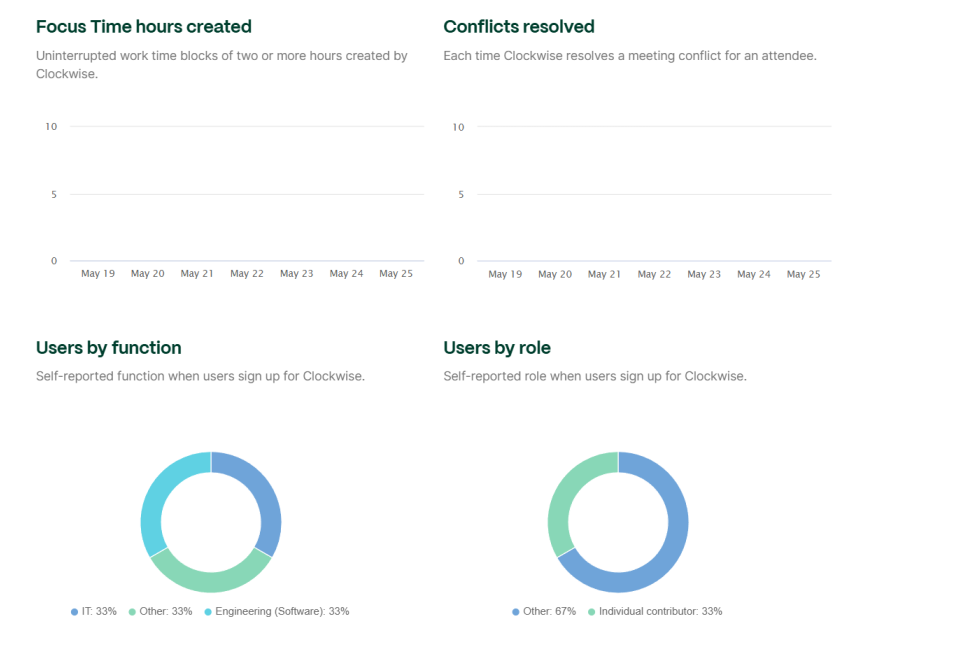 Focus Time hours created
Uninterrupted work time blocks of two or more hours created by
Clockwise.
10
5
0
May 19 May 20 May 21 May 22 May 23 May 24 May 25
Conflicts resolved
Each time Clockwise resolves a meeting conflict for an attendee.
10
5
0
May 19 May 20 May 21 May 22 May 23 May 24 May 25
Users by function
Self-reported function when users sign up for Clockwise.
IT: 33% Other: 33% Engineering (Software): 33%
Users by role
Self-reported role when users sign up for Clockwise.
Other: 67% Individual contributor: 33%